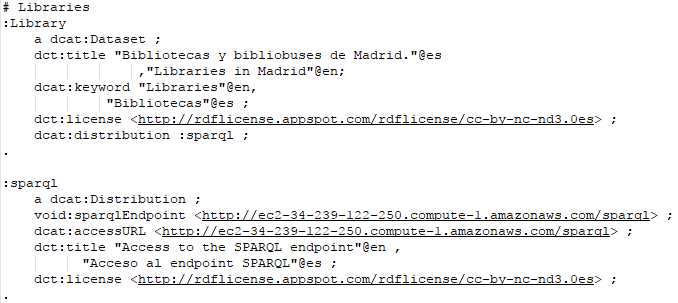 # Libraries
:Library
a dcat:Dataset ;
dct:title "Bibliotecas y bibliobuses de Madrid."@es
,"Libraries in Madrid"@en;
dcat:keyword "Libraries"@en,
"Bibliotecas"@es ;
dct:license <http://rdflicense.appspot.com/rdflicense/cc-by-nc-nd3.0es> ;
dcat:distribution :sparql ;
.
:sparql
a dcat:Distribution ;
void:sparqlEndpoint <http://ec2-34-239-122-250.compute-1.amazonaws.com/sparql> ;
dcat:accessURL <http://ec2-34-239-122-250.compute-1.amazonaws.com/sparql> ;
dct:title "Access to the SPARQL endpoint"@en ,
"Acceso al endpoint SPARQL"@es ;
dct:license <http://rdflicense.appspot.com/rdflicense/cc-by-nc-nd3.0es> ;
.